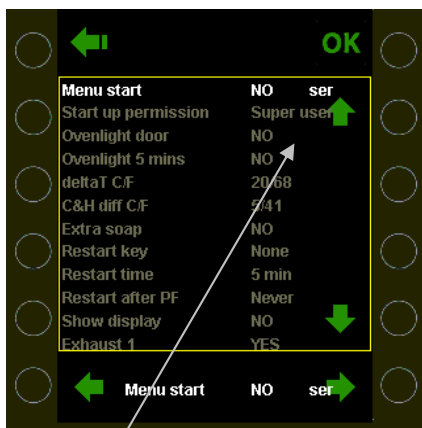 OK
Menu start NO ser
Start up permission Super user
Ovenlight door NO
Ovenlight 5 mins NO
deltaT C/F 20/68
C&H diff C/F 5/41
Extra soap NO
Restart key None
Restart time 5 min
Restart after PF Never
Show display NO
Exhaust 1 YES
Menu start NO ser